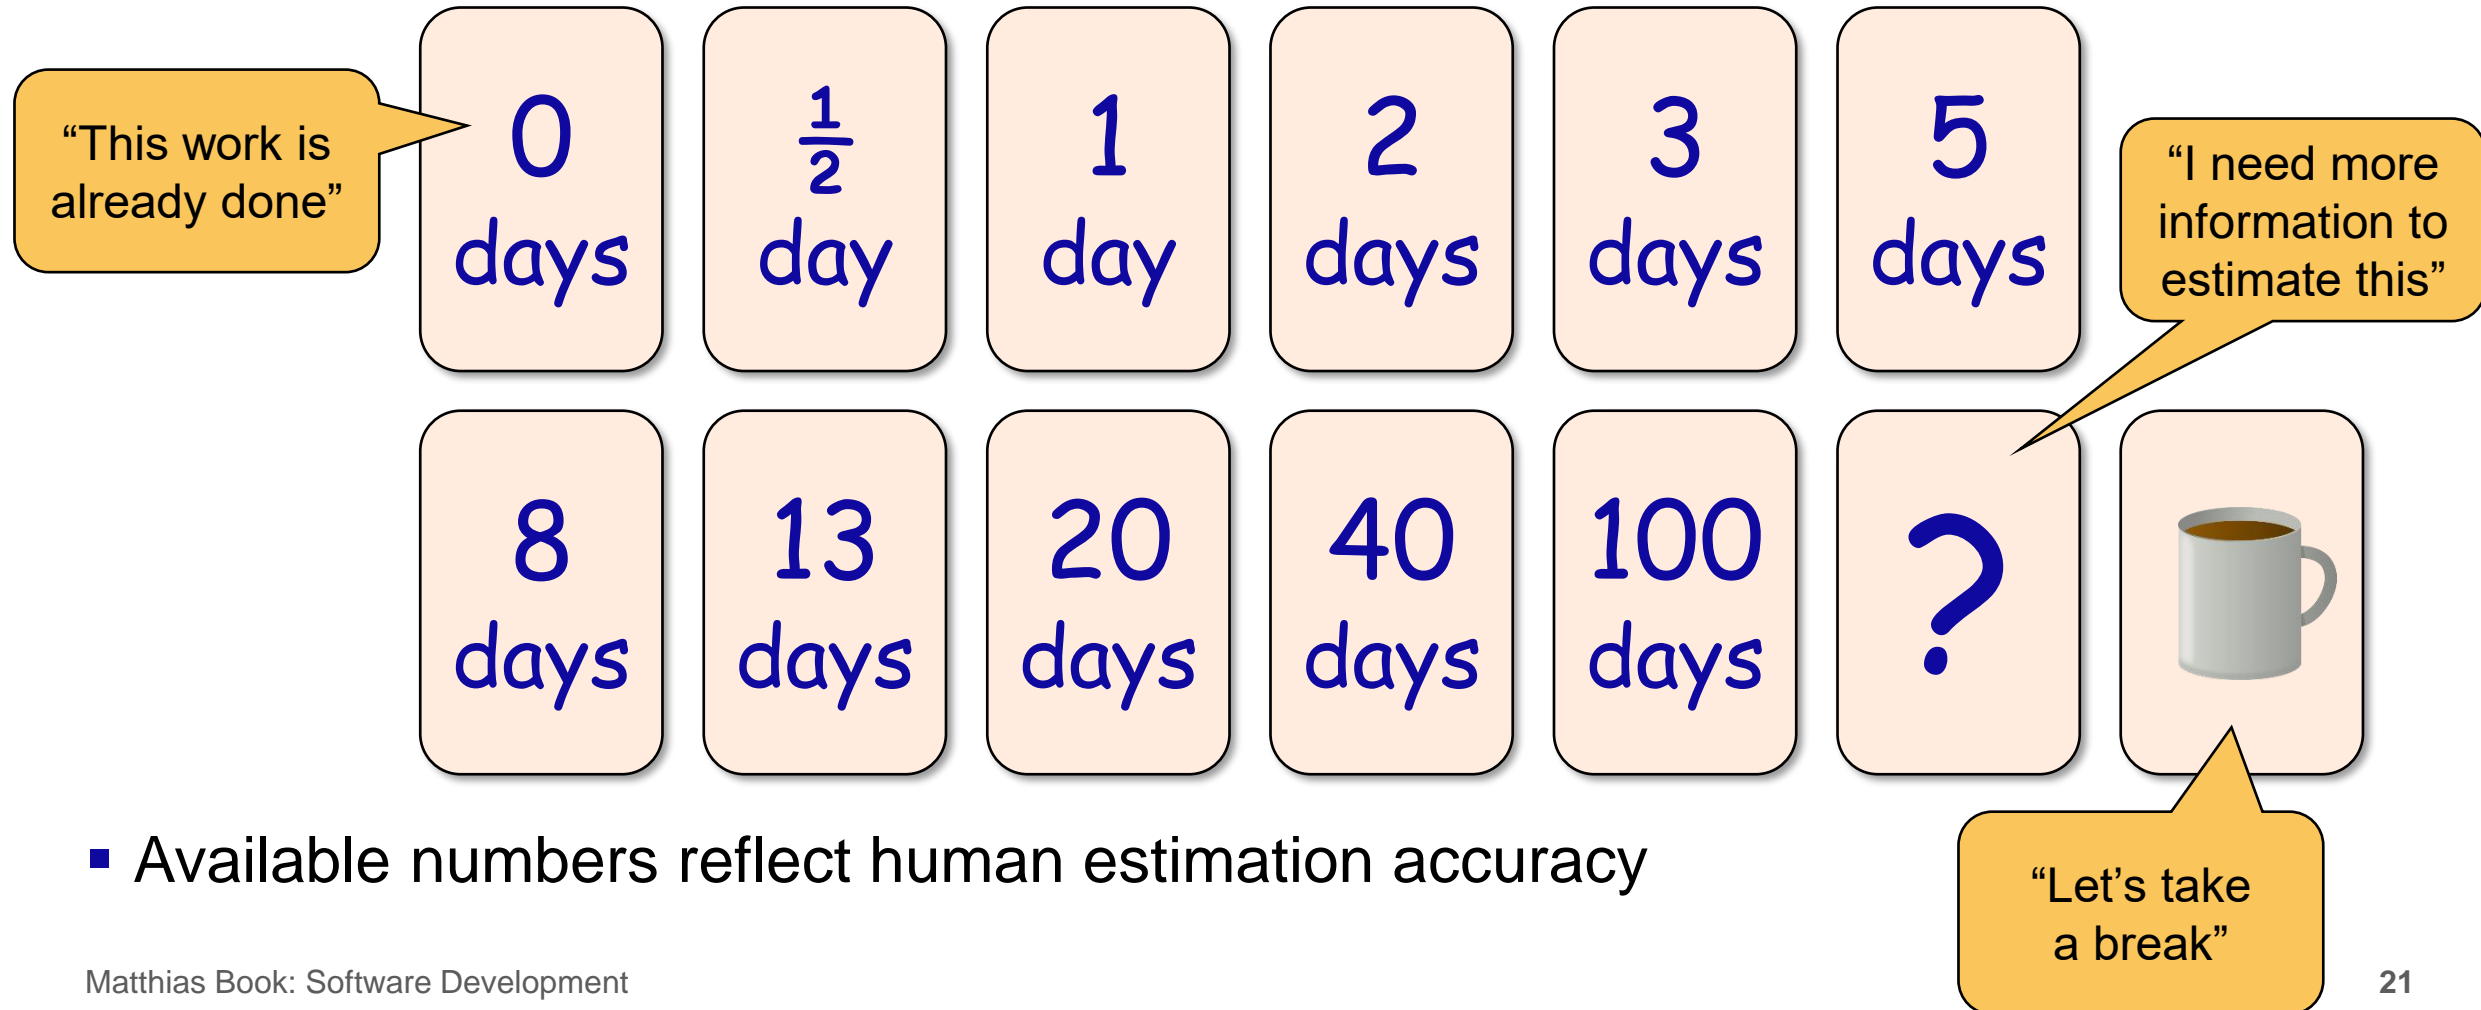 “This work is
already done”
0
days
1
2
day
1
day
2
days
3
days
5
days
“I need more
information to
estimate this”
8
days
13
days
20
days
40
days
100
days
?
“Let’s take
a break”
▪ Available numbers reflect human estimation accuracy
Matthias Book: Software Development
21